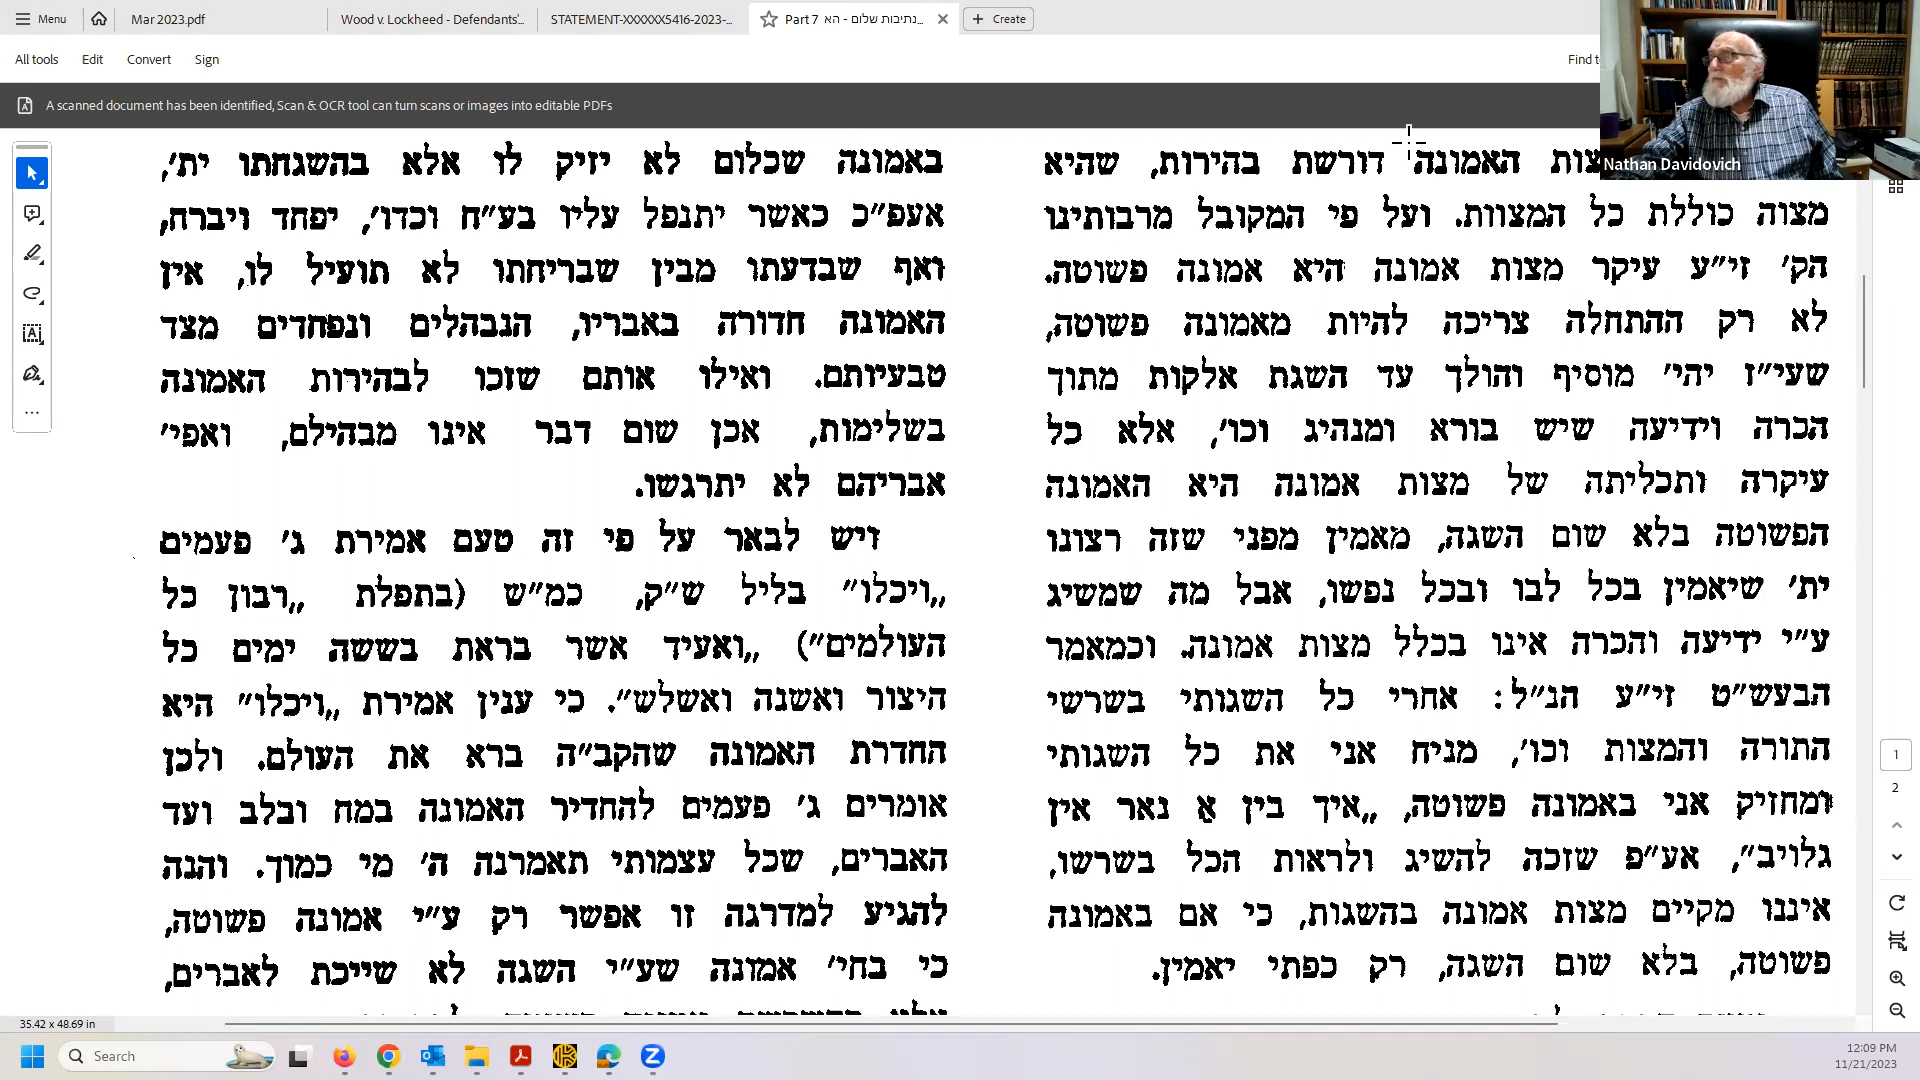 Menu
Mar 2023.pdf
Wood v. Lockheed - Defendants'...
STATEMENT-XXXXXX5416-2023-...
Part 7 נתיבות שלום - הא...
Create
All tools
Edit
Convert
Sign
Find
A scanned document has been identified, Scan & OCR tool can turn scans or images into editable PDFs
Nathan Davidovich
האמונה דורשת בהירות, שהיא
מצוה כוללת כל המצוות. ועל פי המקובל מרבותינו
הק׳ זי״ע עיקר מצות אמונה היא אמונה פשוטה.
לא רק ההתחלה צריכה להיות מאמונה פשוטה,
שעי״ז יהי׳ מוסיף והולך עד השגת אלקות מתוך
הכרה וידיעה שיש בורא ומנהיג וכו׳, אלא כל
עיקרה ותכליתה של מצות אמונה היא האמונה
הפשוטה בלא שום השגה, מאמין מפני שזה רצונו
ית׳ שיאמין בכל לבו ובכל נפשו, אבל מה שמשיג
ע״י ידיעה והכרה אינו בכלל מצות אמונה. וכמאמר
הבעש״ט זי״ע הנ״ל: אחרי כל השגותי בשרשי
התורה והמצות וכו׳, מניח אני את כל השגותי
ומחזיק אני באמונה פשוטה, „איך בין אַ נאר אין
גלויב״, אע״פ שזכה להשיג ולראות הכל בשרשו,
איננו מקיים מצות אמונה בהשגות, כי אם באמונה
פשוטה, בלא שום השגה, רק כפתי יאמין.
באמונה שכלום לא יזיק לו אלא בהשגחתו ית׳,
אעפ״כ כאשר יתנפל עליו בע״ח וכדו׳, יפחד ויברח,
ואף שבדעתו מבין שבריחתו לא תועיל לו, אין
האמונה חדורה באבריו, הנבהלים ונפחדים מצד
טבעיותם. ואילו אותם שזכו לבהירות האמונה
בשלימות, אכן שום דבר אינו מבהילם, ואפי׳
אבריהם לא יתרגשו.
ויש לבאר על פי זה טעם אמירת ג׳ פעמים
„ויכלו״ בליל ש״ק, כמ״ש (בתפלת „רבון כל
העולמים״) „ואעיד אשר בראת בששה ימים כל
היצור ואשנה ואשלש״. כי ענין אמירת „ויכלו״ היא
החדרת האמונה שהקב״ה ברא את העולם. ולכן
אומרים ג׳ פעמים להחדיר האמונה במח ובלב ועד
האברים, שכל עצמותי תאמרנה ה׳ מי כמוך. והנה
להגיע למדרגה זו אפשר רק ע״י אמונה פשוטה,
כי בחי׳ אמונה שע״י השגה לא שייכת לאברים,
1
2
35.42 x 48.69 in
Search
12:09 PM
11/21/2023